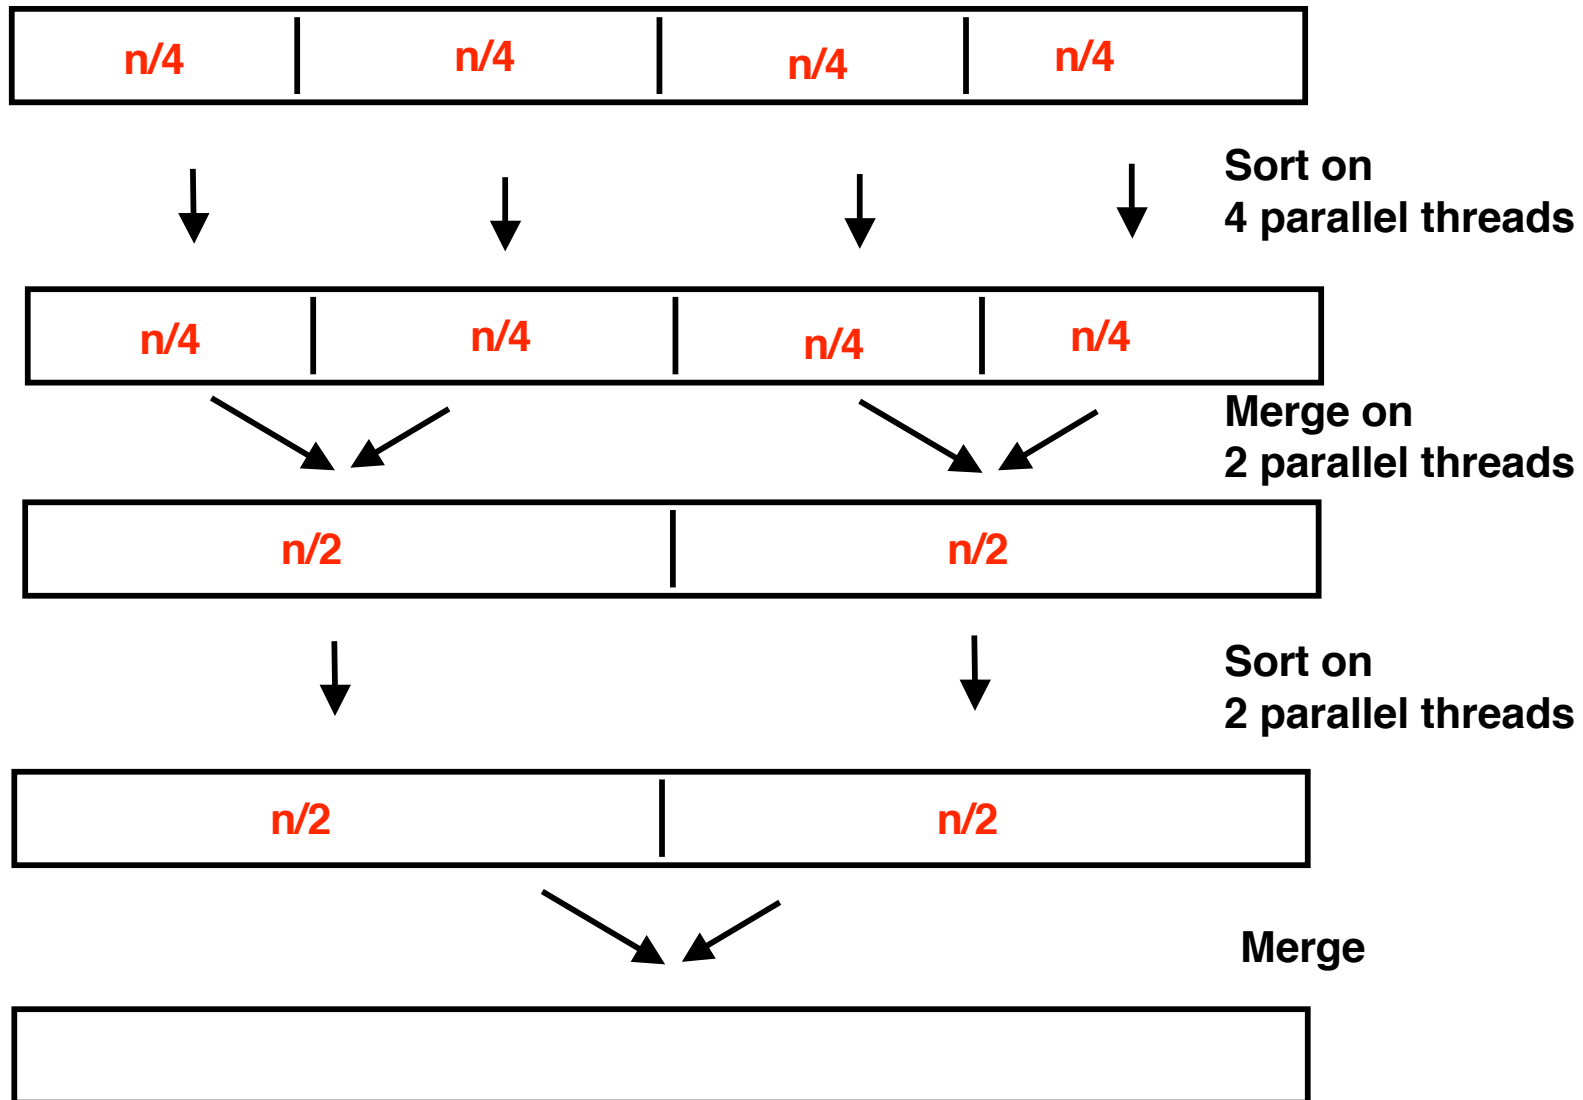 n/4 n/4 n/4 n/4
Sort on
4 parallel threads
n/4 n/4 n/4 n/4
Merge on
2 parallel threads
n/2 n/2
Sort on
2 parallel threads
n/2 n/2
Merge